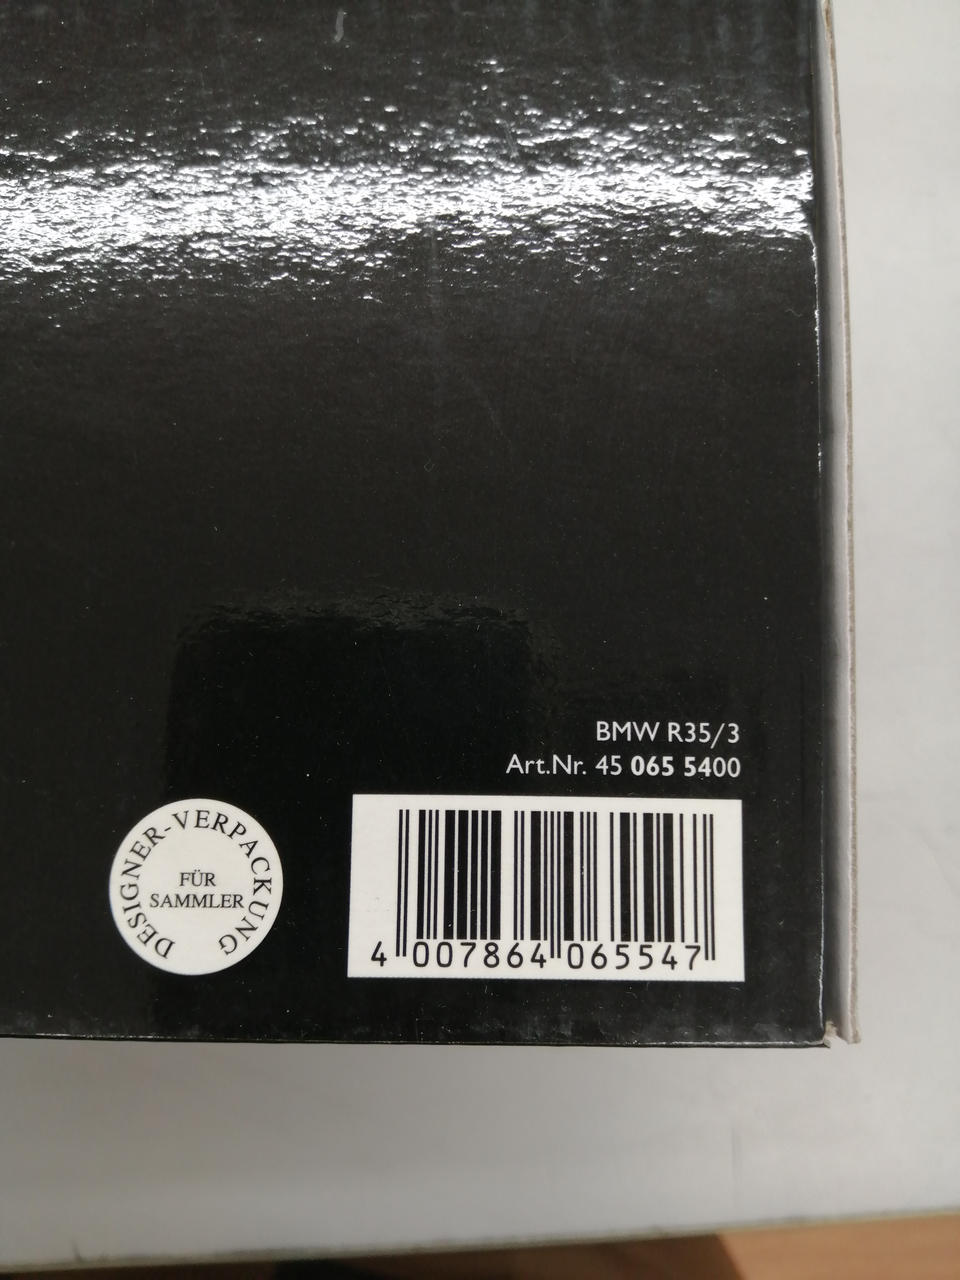 BMW R35/3
Art.Nr. 45 065 5400
DESIGNER-VERPACKUNG
FÜR
SAMMLER
4 007864 065547